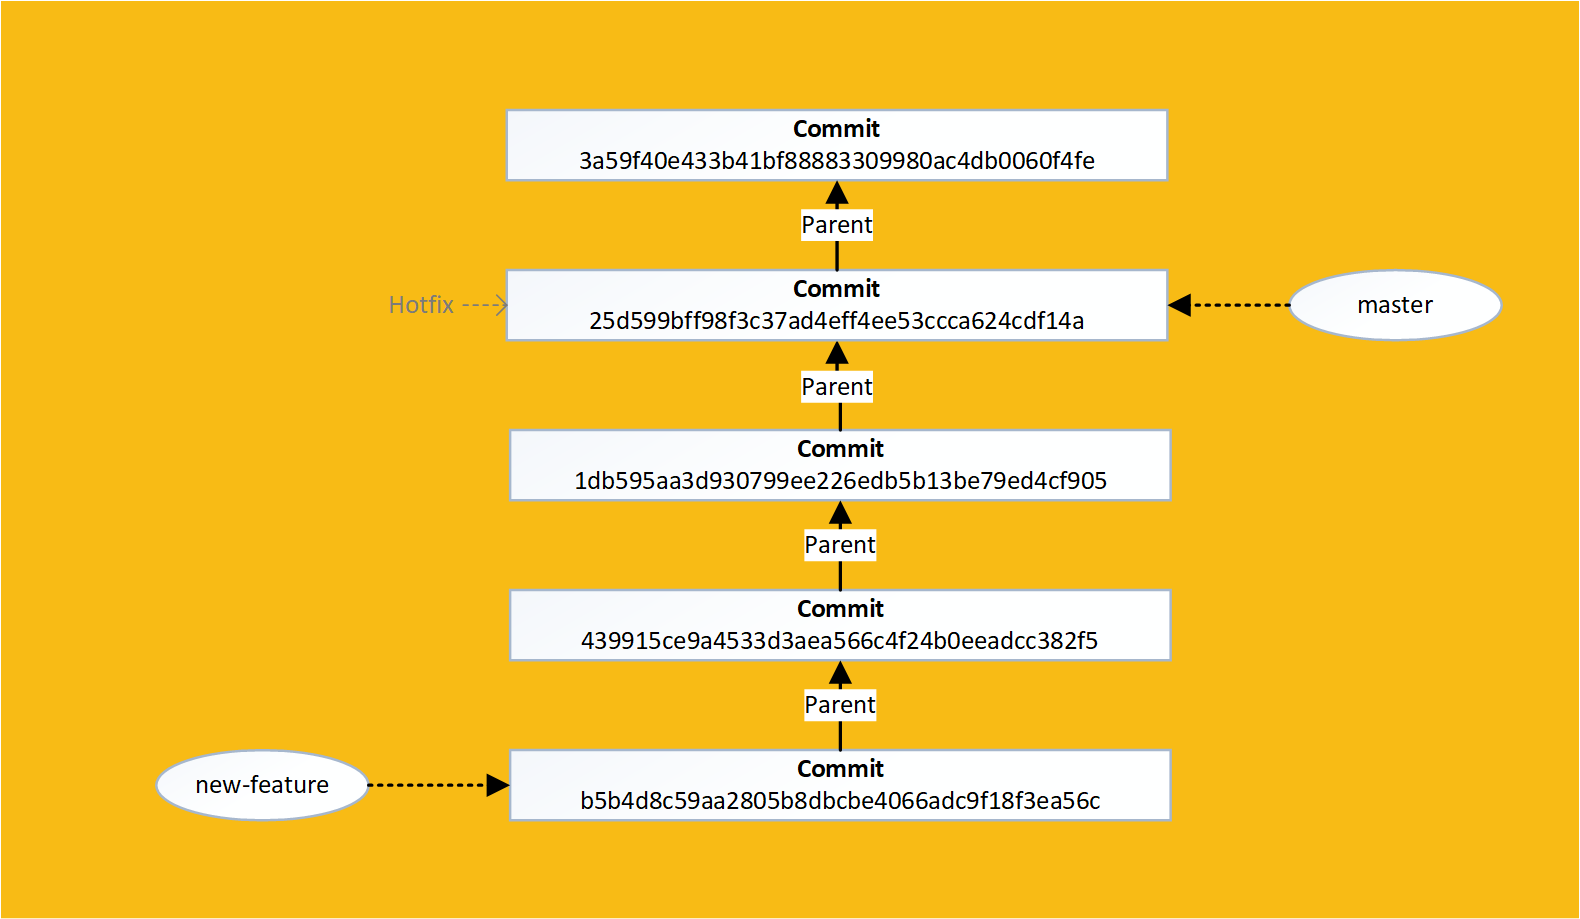 Commit
3a59f40e433b41bf88883309980ac4db0060f4fe
Parent
Hotfix
Commit
25d599bff98f3c37ad4eff4ee53ccca624cdf14a
master
Parent
Commit
1db595aa3d930799ee226edb5b13be79ed4cf905
Parent
Commit
439915ce9a4533d3aea566c4f24b0eeadcc382f5
Parent
new-feature
Commit
b5b4d8c59aa2805b8dbcbe4066adc9f18f3ea56c